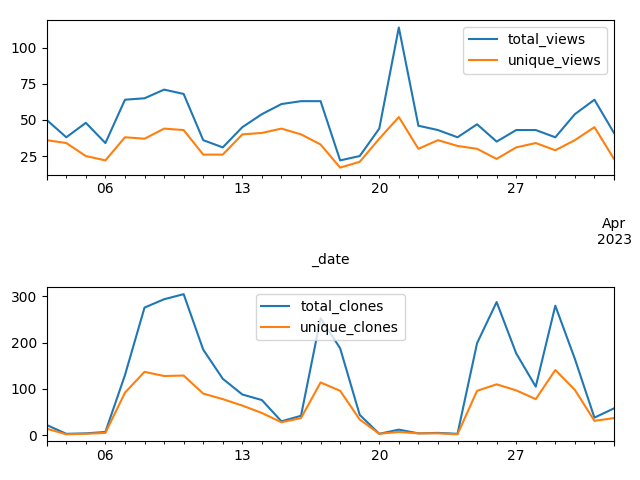 100
75
50
25
total_views
unique_views
06
13
20
27
Apr
2023
_date
300
200
100
0
total_clones
unique_clones
06
13
20
27